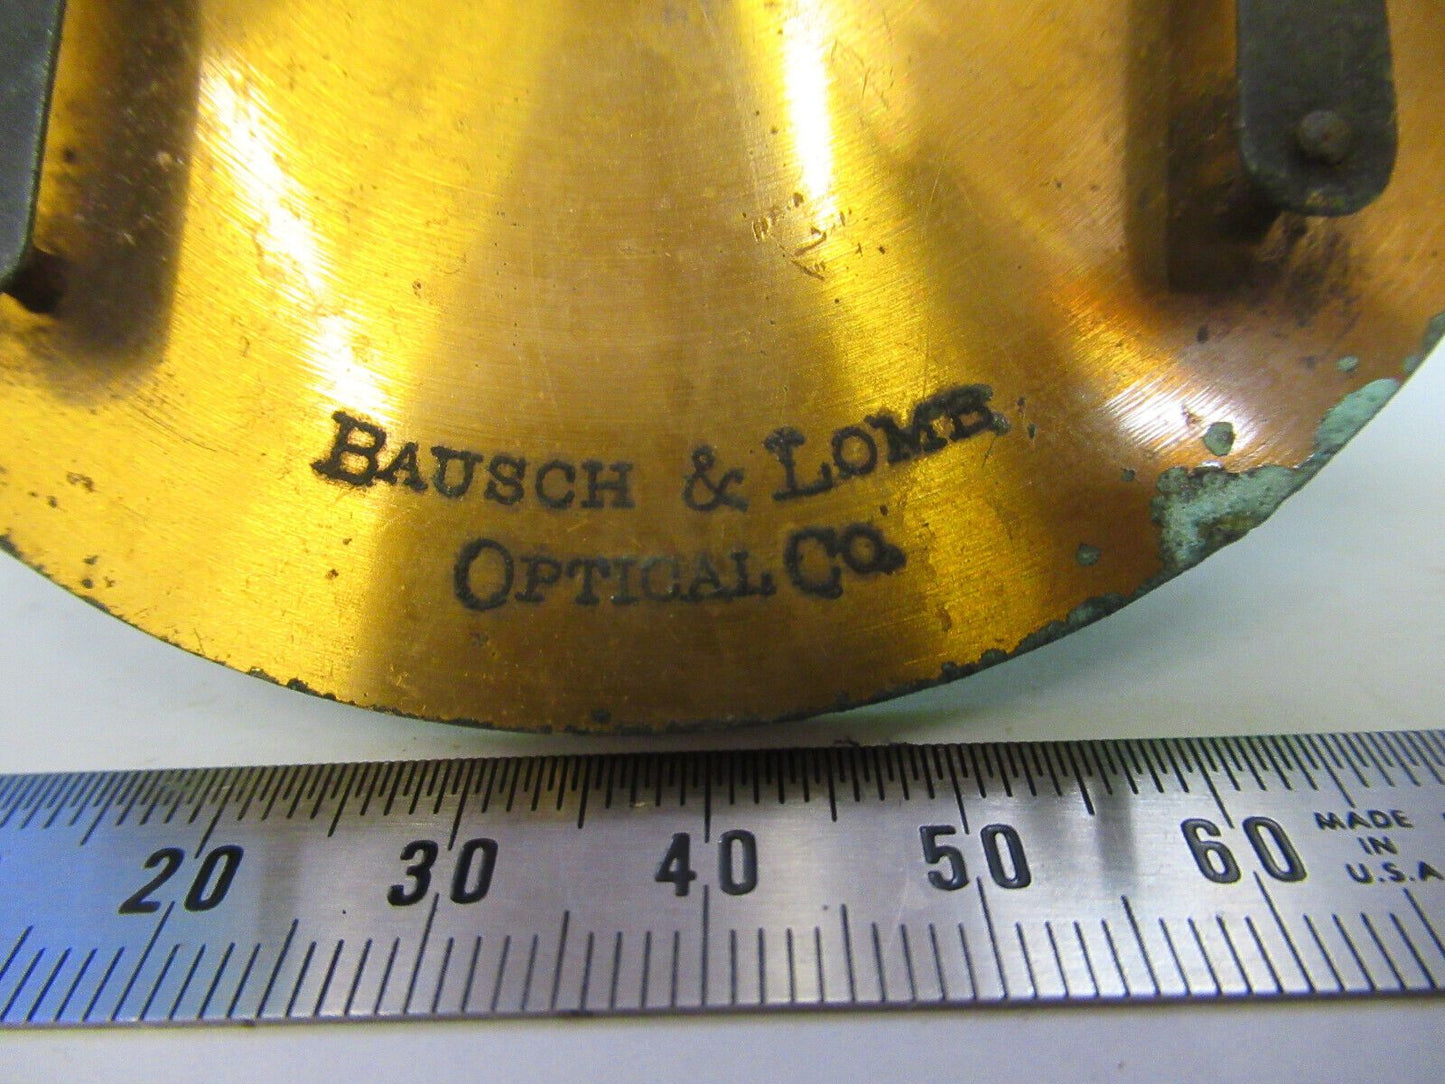 BAUSCH & LOMB
OPTICAL CO.
20 30 40 50 60
MADE
IN
U.S.A